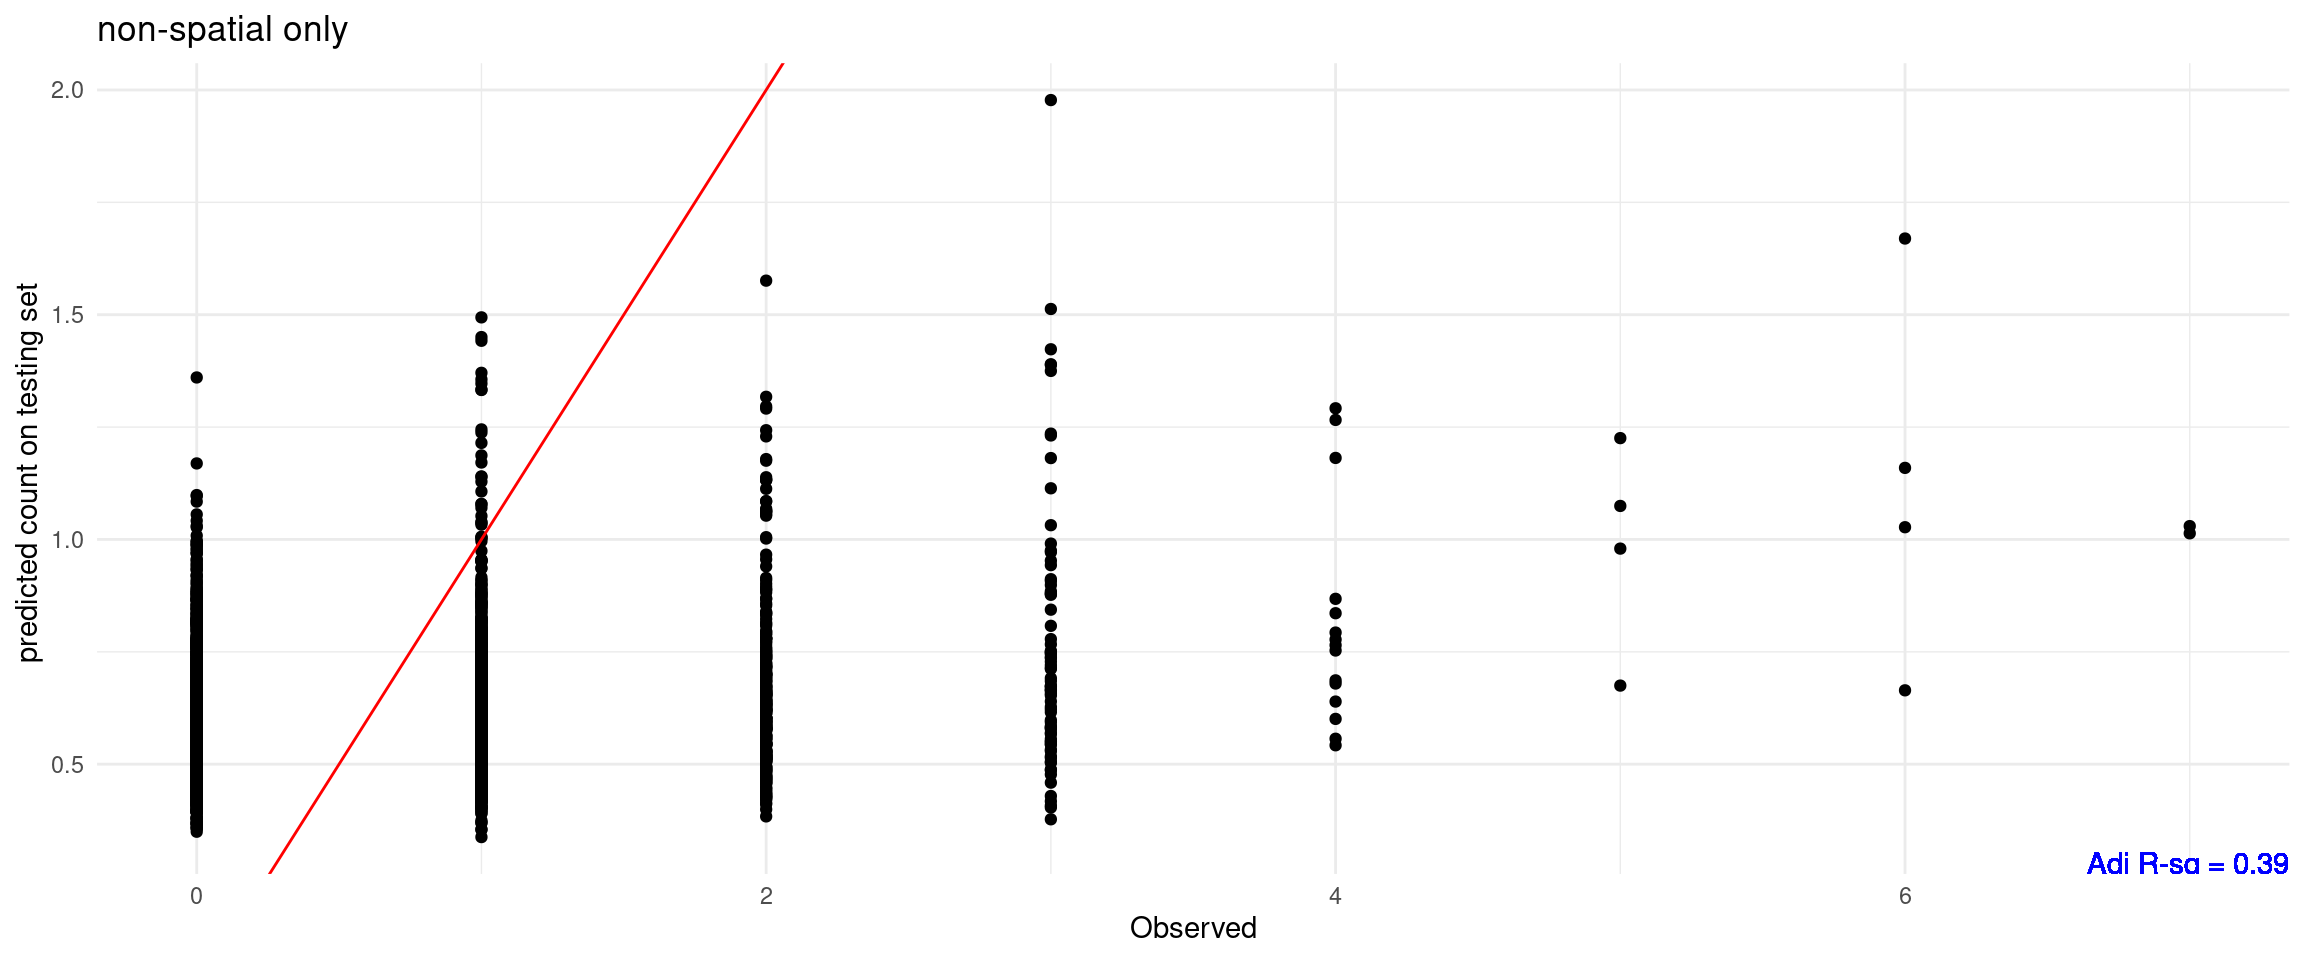 non-spatial only
predicted count on testing set
2.0
1.5
1.0
0.5
0
2
4
6
Observed
Adj R-sq = 0.39